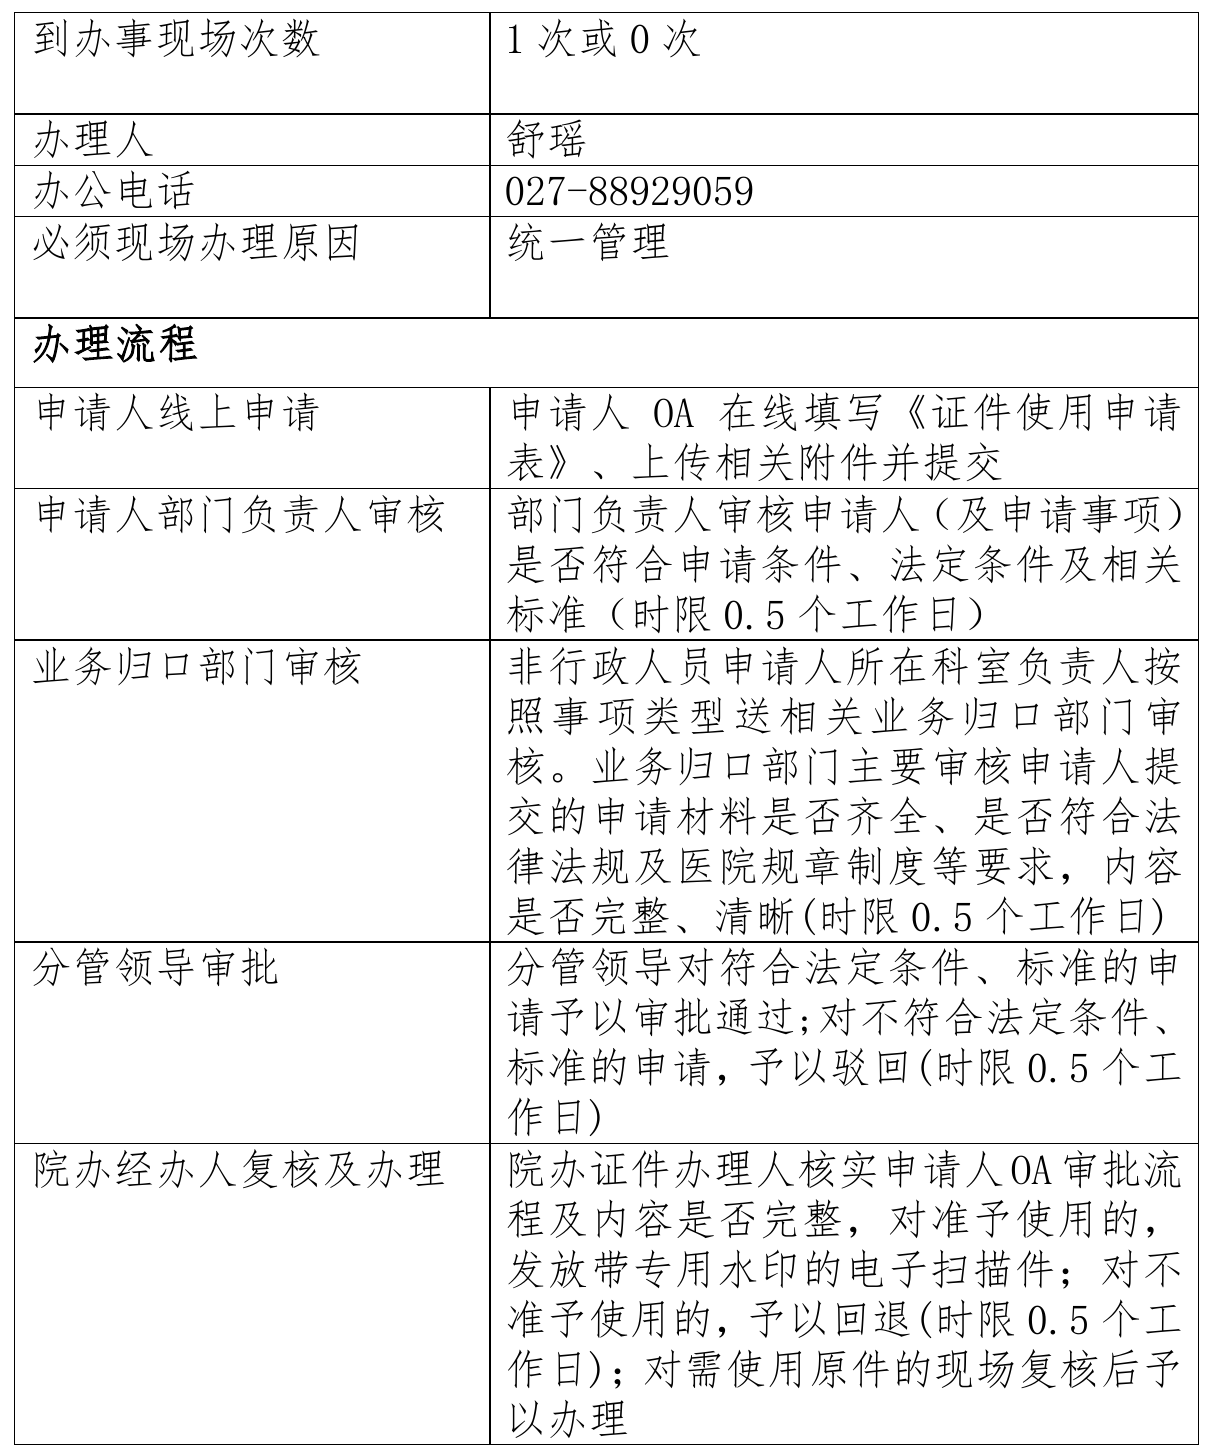 到办事现场次数
1 次或 0 次
办理人
舒瑶
办公电话
027-88929059
必须现场办理原因
统一管理
办理流程
申请人线上申请
申请人 OA 在线填写《证件使用申请
表》、上传相关附件并提交
申请人部门负责人审核
部门负责人审核申请人（及申请事项）
是否符合申请条件、法定条件及相关
标准（时限 0.5 个工作日）
业务归口部门审核
非行政人员申请人所在科室负责人按
照事项类型送相关业务归口部门审
核。业务归口部门主要审核申请人提
交的申请材料是否齐全、是否符合法
律法规及医院规章制度等要求，内容
是否完整、清晰(时限 0.5 个工作日)
分管领导审批
分管领导对符合法定条件、标准的申
请予以审批通过;对不符合法定条件、
标准的申请，予以驳回(时限 0.5 个工
作日)
院办经办人复核及办理
院办证件办理人核实申请人 OA 审批流
程及内容是否完整，对准予使用的，
发放带专用水印的电子扫描件；对不
准予使用的，予以回退(时限 0.5 个工
作日)；对需使用原件的现场复核后予
以办理